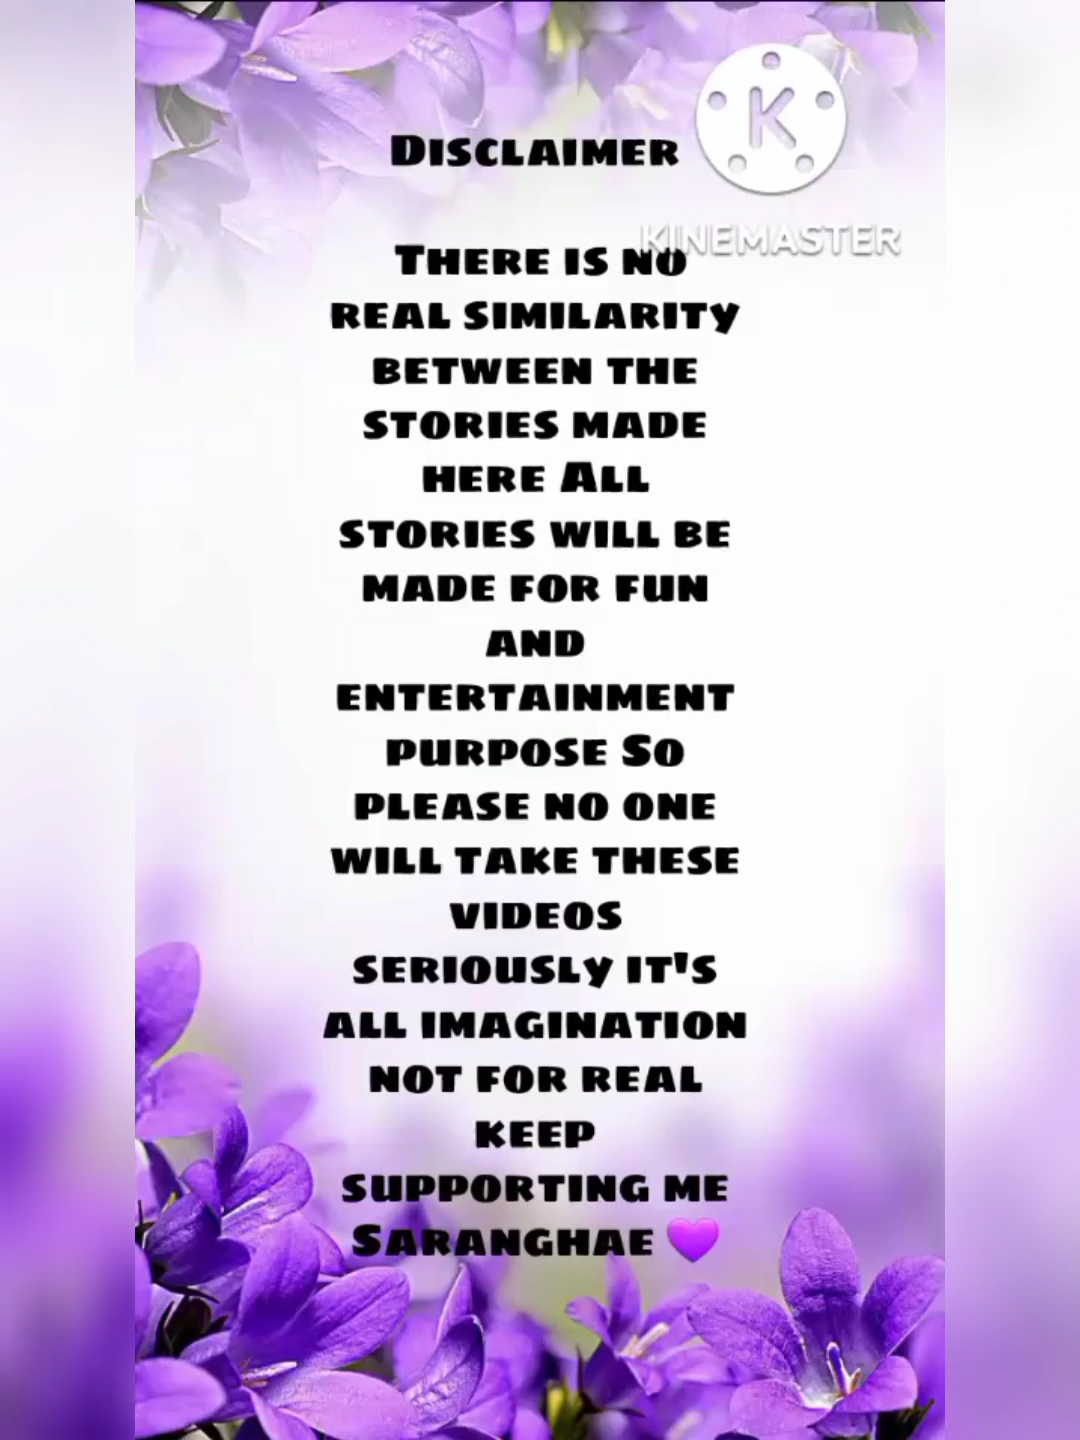 Disclaimer
K
KINEMASTER
There is no
real similarity
between the
stories made
here All
stories will be
made for fun
and
entertainment
purpose So
please no one
will take these
videos
seriously it's
all imagination
not for real
keep
supporting me
Saranghae 💜